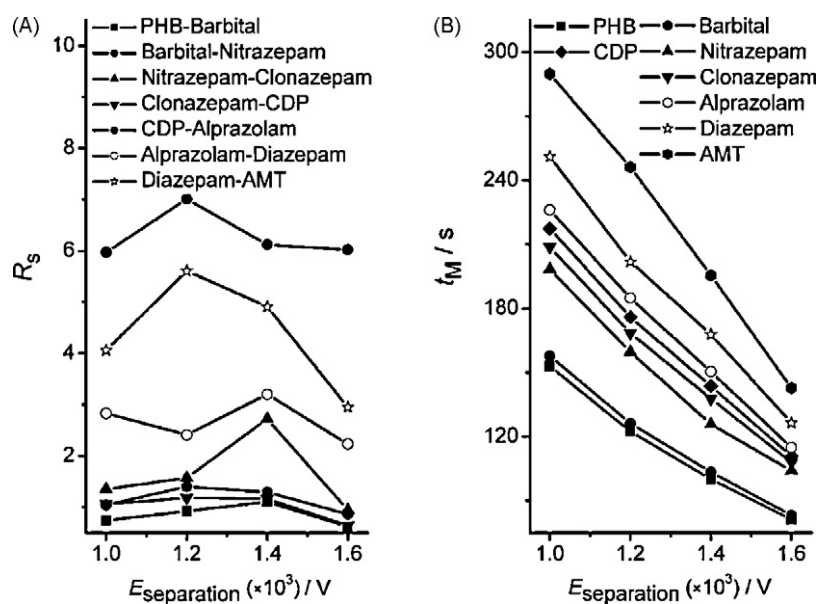 (A)
PHB-Barbital
Barbital-Nitrazepam
Nitrazepam-Clonazepam
Clonazepam-CDP
CDP-Alprazolam
Alprazolam-Diazepam
Diazepam-AMT
10
8
6
4
2
Rs
1.0 1.2 1.4 1.6
Eseparation (×10³) / V
(B)
PHB Barbital
CDP Nitrazepam
Clonazepam
Alprazolam
Diazepam
AMT
300
240
180
120
tM / s
1.0 1.2 1.4 1.6
Eseparation (×10³) / V